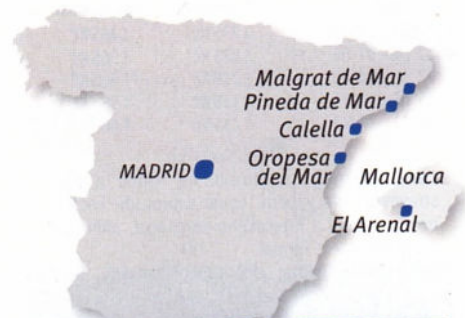 Malgrat de Mar
Pineda de Mar
Calella
Oropesa
del Mar
MADRID
Mallorca
El Arenal